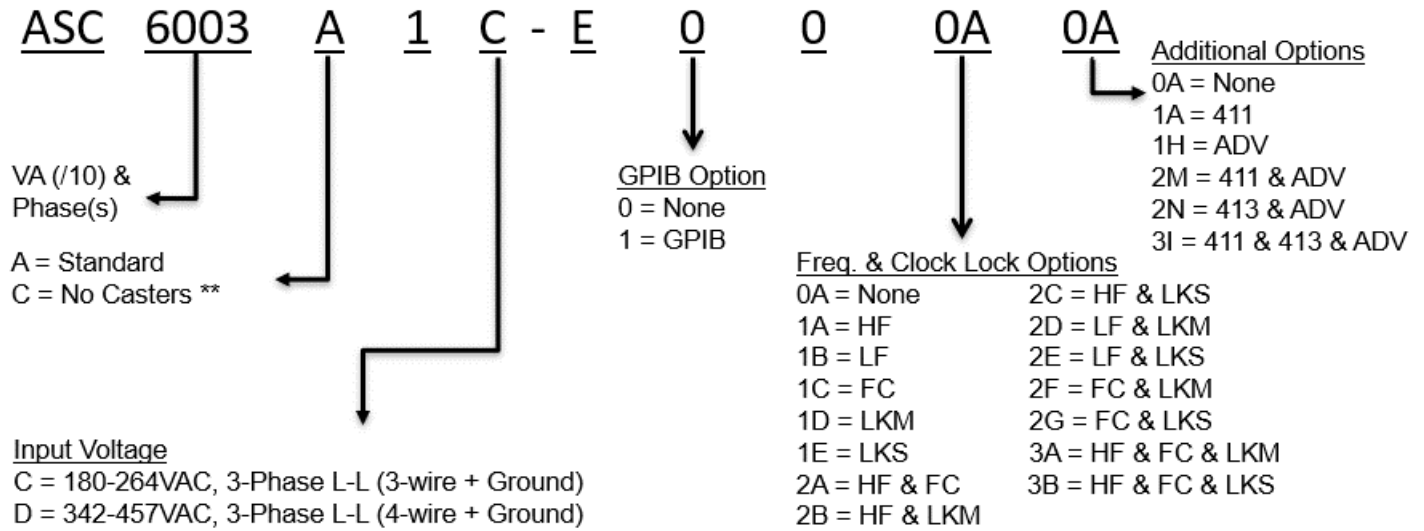 ASC 6003 A 1 C - E 0 0 0A 0A
Additional Options
0A = None
1A = 411
1H = ADV
2M = 411 & ADV
2N = 413 & ADV
3I = 411 & 413 & ADV
VA (/10) &
Phase(s)
GPIB Option
0 = None
1 = GPIB
A = Standard
C = No Casters **
Freq. & Clock Lock Options
0A = None
1A = HF
1B = LF
1C = FC
1D = LKM
1E = LKS
2A = HF & FC
2B = HF & LKM
2C = HF & LKS
2D = LF & LKM
2E = LF & LKS
2F = FC & LKM
2G = FC & LKS
3A = HF & FC & LKM
3B = HF & FC & LKS
Input Voltage
C = 180-264VAC, 3-Phase L-L (3-wire + Ground)
D = 342-457VAC, 3-Phase L-L (4-wire + Ground)